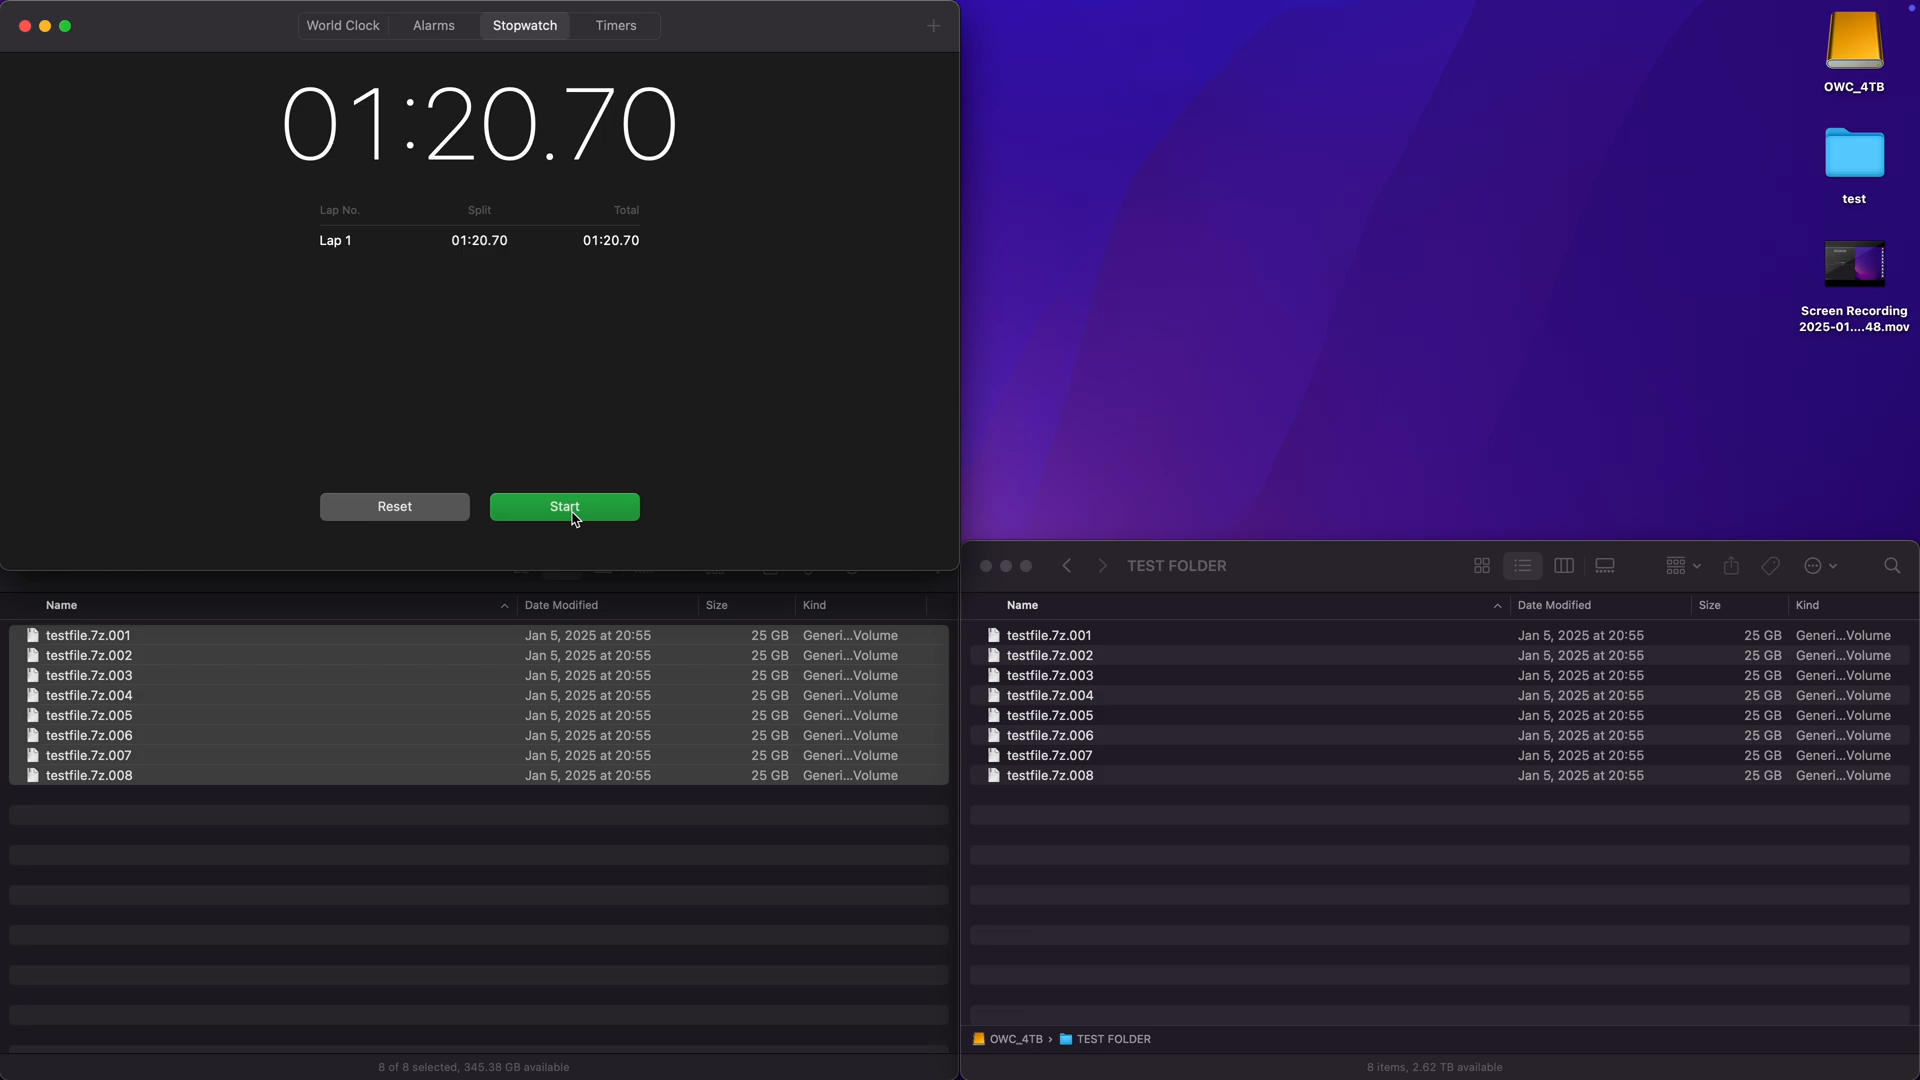 World Clock
Alarms
Stopwatch
Timers
01:20.70
Lap No. Split Total
Lap 1 01:20.70 01:20.70
Reset
Start
OWC_4TB
test
Screen Recording
2025-01....48.mov
Name Date Modified Size Kind
testfile.7z.001 Jan 5, 2025 at 20:55 25 GB Generi...Volume
testfile.7z.002 Jan 5, 2025 at 20:55 25 GB Generi...Volume
testfile.7z.003 Jan 5, 2025 at 20:55 25 GB Generi...Volume
testfile.7z.004 Jan 5, 2025 at 20:55 25 GB Generi...Volume
testfile.7z.005 Jan 5, 2025 at 20:55 25 GB Generi...Volume
testfile.7z.006 Jan 5, 2025 at 20:55 25 GB Generi...Volume
testfile.7z.007 Jan 5, 2025 at 20:55 25 GB Generi...Volume
testfile.7z.008 Jan 5, 2025 at 20:55 25 GB Generi...Volume
8 of 8 selected, 345.38 GB available
TEST FOLDER
Name Date Modified Size Kind
testfile.7z.001 Jan 5, 2025 at 20:55 25 GB Generi...Volume
testfile.7z.002 Jan 5, 2025 at 20:55 25 GB Generi...Volume
testfile.7z.003 Jan 5, 2025 at 20:55 25 GB Generi...Volume
testfile.7z.004 Jan 5, 2025 at 20:55 25 GB Generi...Volume
testfile.7z.005 Jan 5, 2025 at 20:55 25 GB Generi...Volume
testfile.7z.006 Jan 5, 2025 at 20:55 25 GB Generi...Volume
testfile.7z.007 Jan 5, 2025 at 20:55 25 GB Generi...Volume
testfile.7z.008 Jan 5, 2025 at 20:55 25 GB Generi...Volume
OWC_4TB › TEST FOLDER
8 items, 2.62 TB available